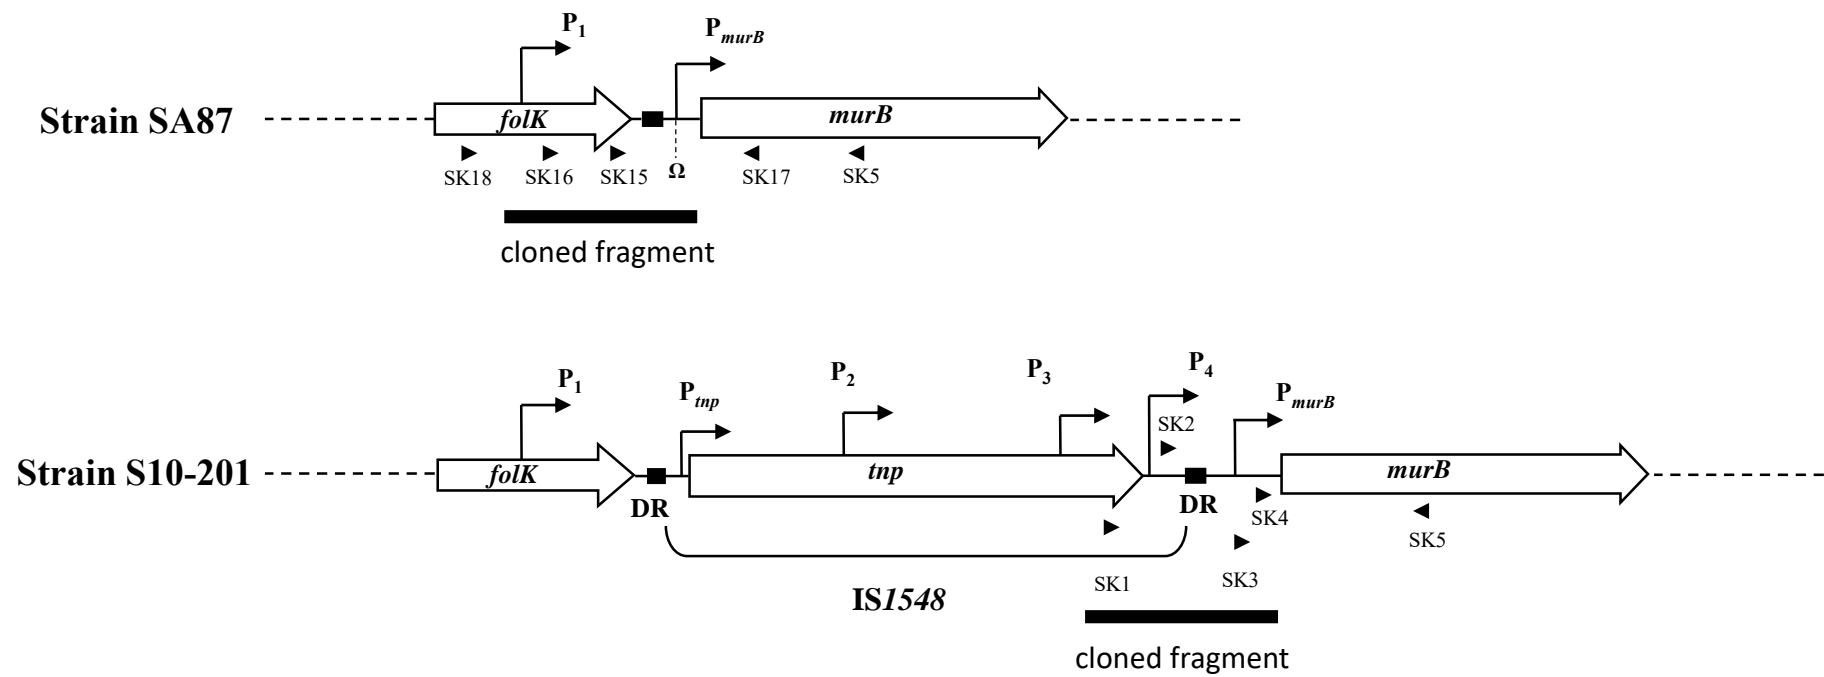 P1
PmurB
Strain SA87
folK
murB
Ω
SK18
SK16
SK15
SK17
SK5
cloned fragment
P1
Ptnp
P2
P3
P4
SK2
PmurB
Strain S10-201
folK
tnp
murB
DR
DR
SK4
SK5
SK1
SK3
IS1548
cloned fragment